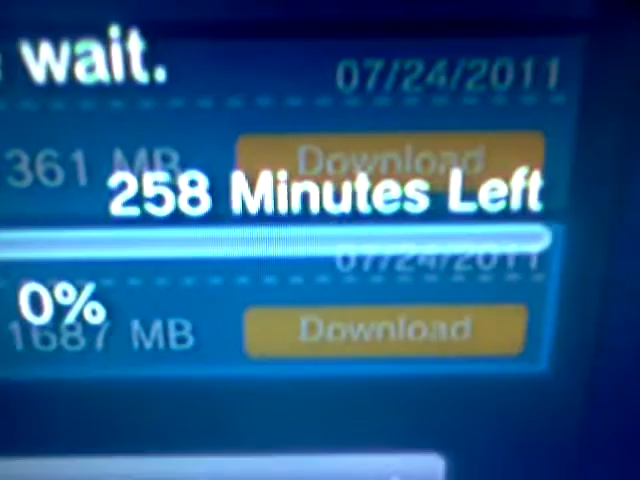 wait.
07/24/2011
361 MB Download
258 Minutes Left
07/24/2011
0%
1687 MB Download